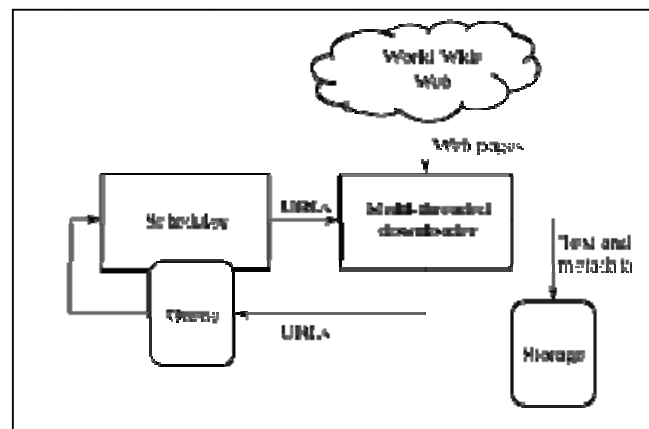 World Wide
Web
Web pages
Scheduler
URLs
Multi-threaded
downloader
Text and
metadata
Queue
URLs
Storage